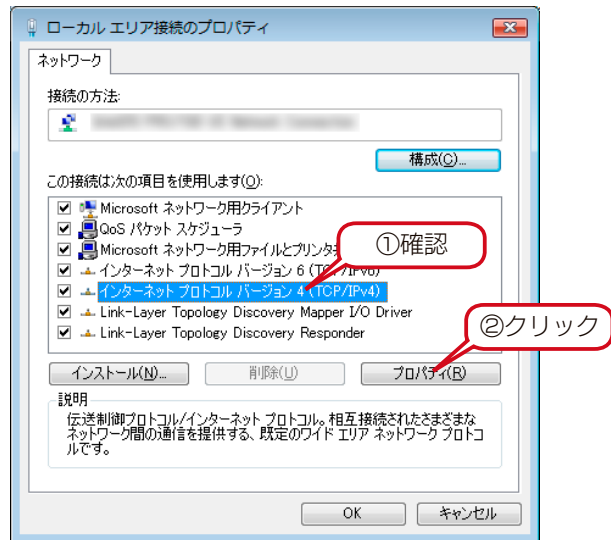 ローカル エリア接続のプロパティ
ネットワーク
接続の方法:
構成(C)...
この接続は次の項目を使用します(O):
Microsoft ネットワーク用クライアント
QoS パケット スケジューラ
Microsoft ネットワーク用ファイルとプリンタ
①確認
インターネット プロトコル バージョン 6 (TCP/IPv6)
インターネット プロトコル バージョン 4 (TCP/IPv4)
Link-Layer Topology Discovery Mapper I/O Driver
②クリック
Link-Layer Topology Discovery Responder
インストール(N)...
削除(U)
プロパティ(R)
説明
伝送制御プロトコル/インターネット プロトコル。相互接続されたさまざまな
ネットワーク間の通信を提供する、既定のワイド エリア ネットワーク プロトコ
ルです。
OK
キャンセル